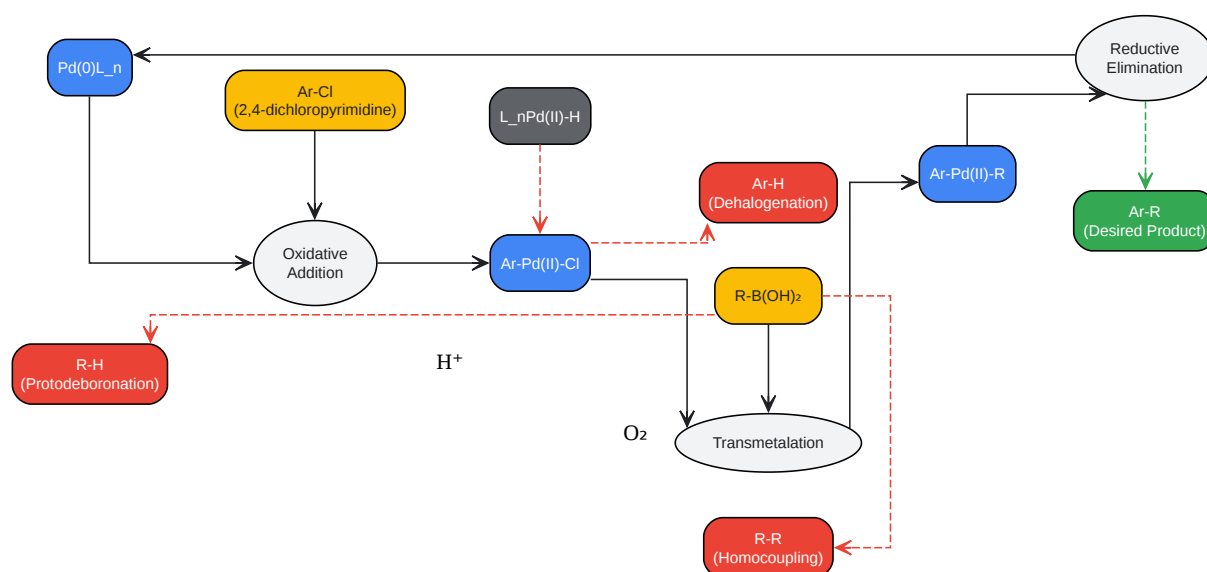 Pd(0)L_n
Ar-Cl
(2,4-dichloropyrimidine)
L_nPd(II)-H
Reductive
Elimination
Ar-H
(Dehalogenation)
Ar-Pd(II)-R
Ar-R
(Desired Product)
Oxidative
Addition
Ar-Pd(II)-Cl
R-B(OH)₂
R-H
(Protodeboronation)
H⁺
O₂
Transmetalation
R-R
(Homocoupling)